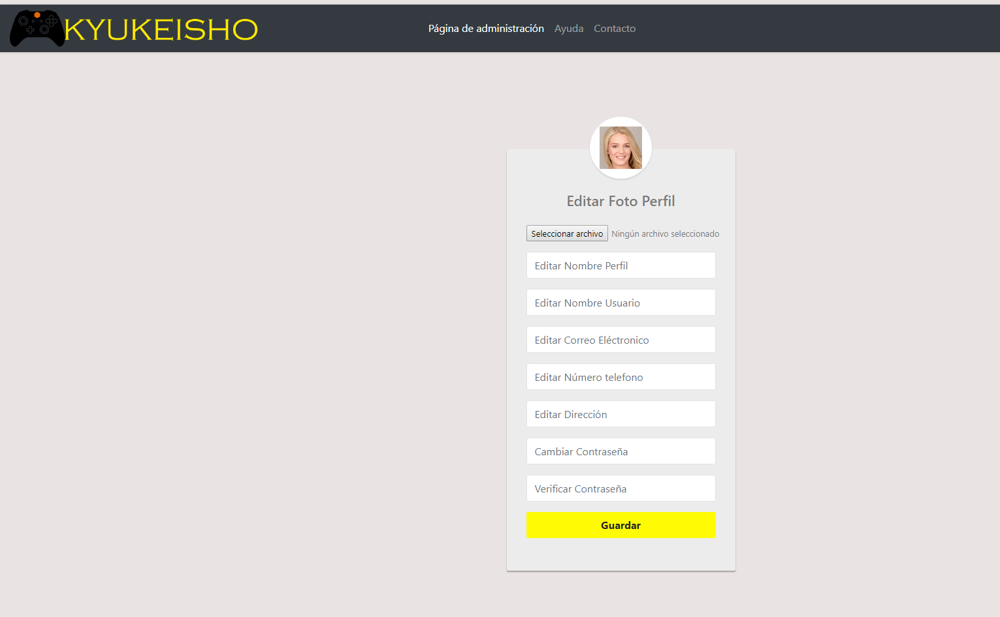 KYUKEISHO
Página de administración Ayuda Contacto
Editar Foto Perfil
Seleccionar archivo Ningún archivo seleccionado
Editar Nombre Perfil
Editar Nombre Usuario
Editar Correo Eléctronico
Editar Número telefono
Editar Dirección
Cambiar Contraseña
Verificar Contraseña
Guardar